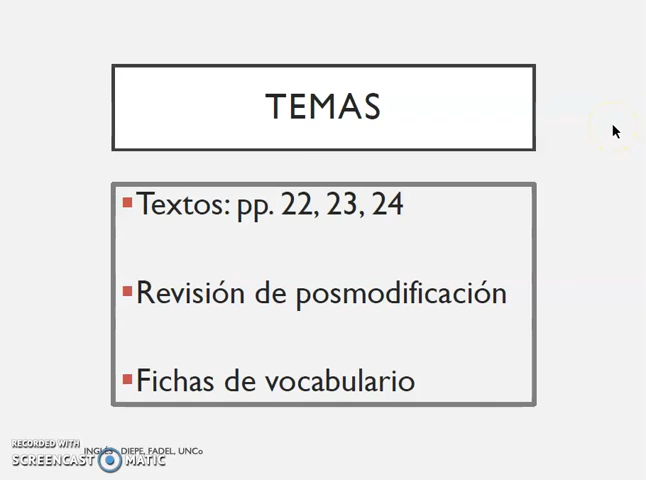 TEMAS
Textos: pp. 22, 23, 24
Revisión de posmodificación
Fichas de vocabulario
RECORDED WITH
INGLÉS - DIEPE, FADEL, UNCo
SCREENCAST MATIC